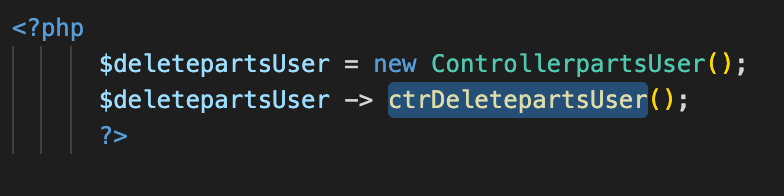 <?php
$deletepartsUser = new ControllerpartsUser();
$deletepartsUser -> ctrDeletepartsUser();
?>